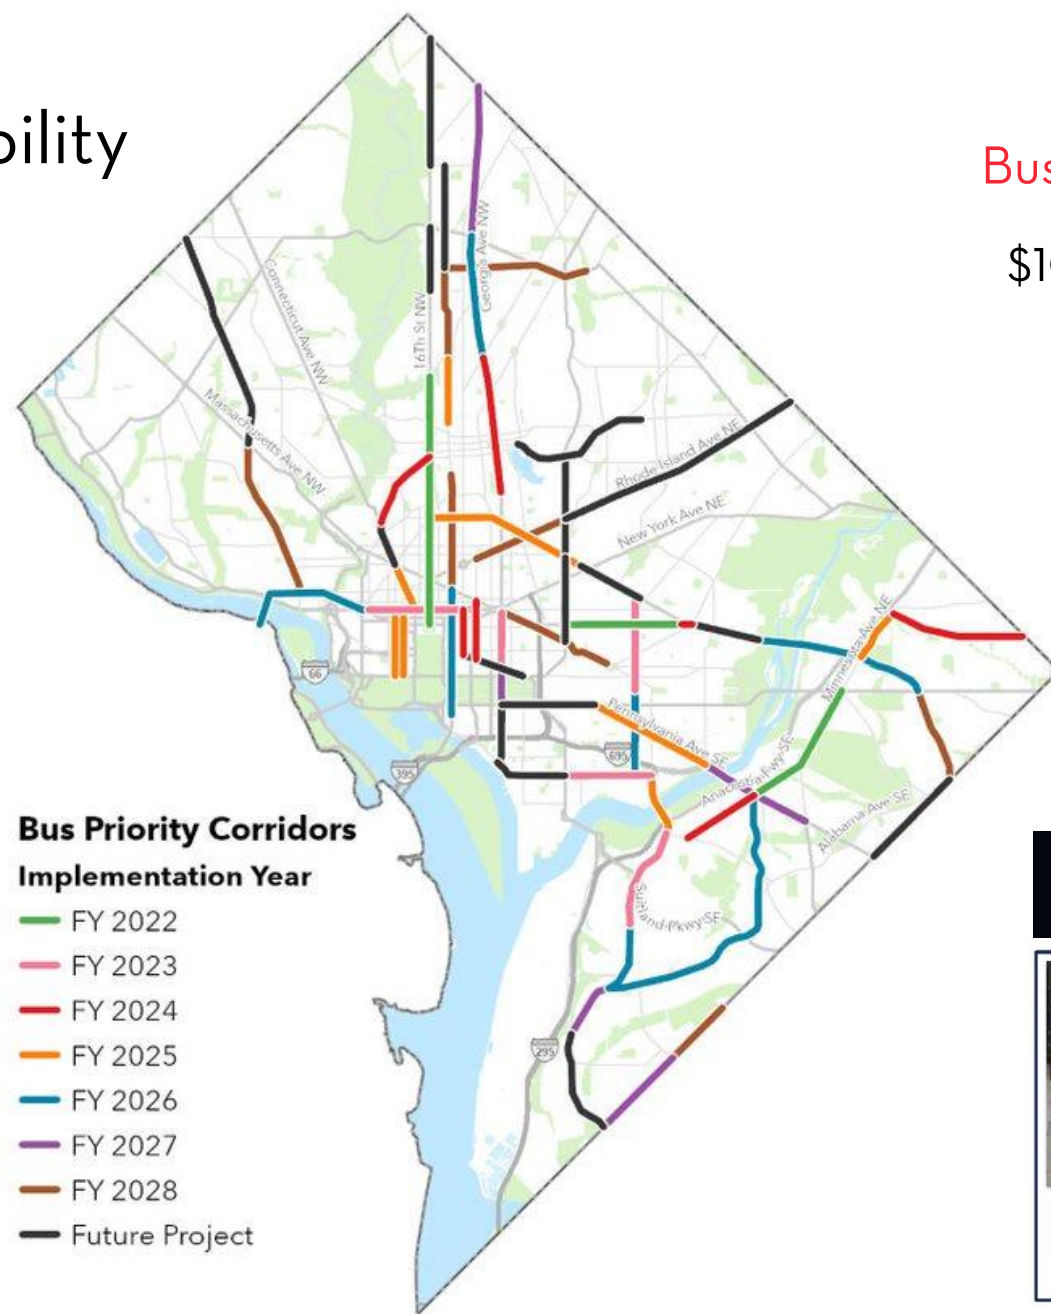 bility
Bus
$1
Connecticut Ave NW
16Th St NW
Georgia Ave NW
Massachusetts Ave NW
Rhode Island Ave NE
New York Ave NE
Minnesota Ave NE
66
395
695
Pennsylvania Ave SE
Anacostia Fwy SE
Alabama Ave SE
Suitland Pkwy SE
295
Bus Priority Corridors
Implementation Year
FY 2022
FY 2023
FY 2024
FY 2025
FY 2026
FY 2027
FY 2028
Future Project